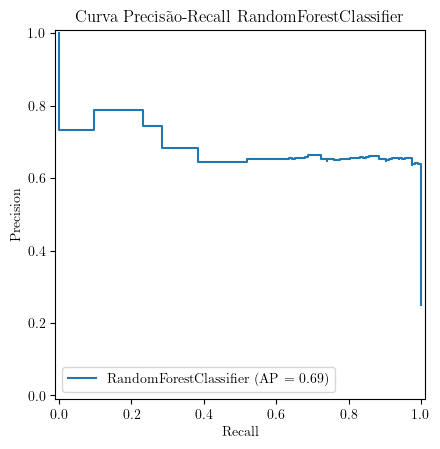 Curva Precisão-Recall RandomForestClassifier
1.0
0.8
0.6
0.4
0.2
0.0
Precision
RandomForestClassifier (AP = 0.69)
0.0 0.2 0.4 0.6 0.8 1.0
Recall